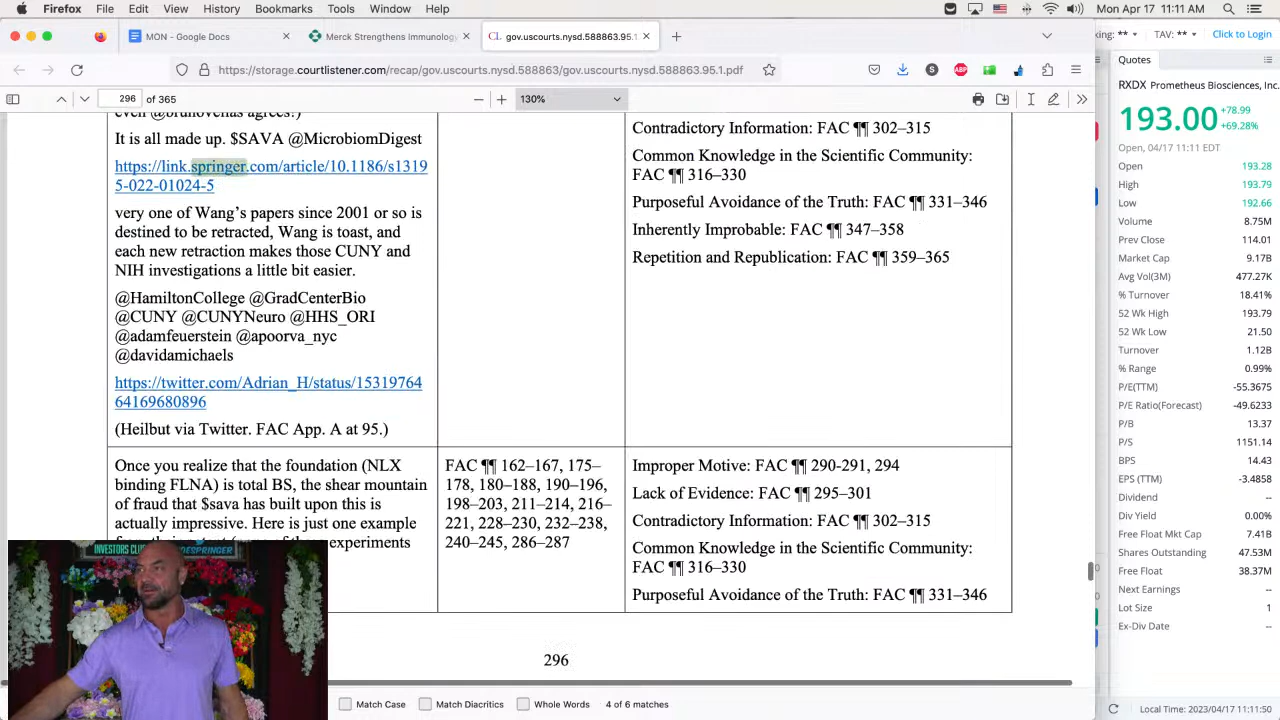 Firefox File Edit View History Bookmarks Tools Window Help
Mon Apr 17 11:11 AM
MON - Google Docs
Merck Strengthens Immunology
CL gov.uscourts.nysd.588863.95.1
king: ** TAV: ** Click to Login
https://storage.courtlistener.com/recap/gov.uscourts.nysd.588863/gov.uscourts.nysd.588863.95.1.pdf
296 of 365
130%
It is all made up. $SAVA @MicrobiomDigest
https://link.springer.com/article/10.1186/s1319
5-022-01024-5
very one of Wang’s papers since 2001 or so is
destined to be retracted, Wang is toast, and
each new retraction makes those CUNY and
NIH investigations a little bit easier.
@HamiltonCollege @GradCenterBio
@CUNY @CUNYNeuro @HHS_ORI
@adamfeuerstein @apoorva_nyc
@davidamichaels
https://twitter.com/Adrian_H/status/15319764
64169680896
(Heilbut via Twitter. FAC App. A at 95.)
Contradictory Information: FAC ¶¶ 302–315
Common Knowledge in the Scientific Community:
FAC ¶¶ 316–330
Purposeful Avoidance of the Truth: FAC ¶¶ 331–346
Inherently Improbable: FAC ¶¶ 347–358
Repetition and Republication: FAC ¶¶ 359–365
Once you realize that the foundation (NLX
binding FLNA) is total BS, the shear mountain
of fraud that $sava has built upon this is
actually impressive. Here is just one example
experiments
FAC ¶¶ 162–167, 175–
178, 180–188, 190–196,
198–203, 211–214, 216–
221, 228–230, 232–238,
240–245, 286–287
Improper Motive: FAC ¶¶ 290-291, 294
Lack of Evidence: FAC ¶¶ 295–301
Contradictory Information: FAC ¶¶ 302–315
Common Knowledge in the Scientific Community:
FAC ¶¶ 316–330
Purposeful Avoidance of the Truth: FAC ¶¶ 331–346
296
Match Case Match Diacritics Whole Words 4 of 6 matches
Quotes
RXDX Prometheus Biosciences, Inc.
193.00 +78.99
+69.28%
Open, 04/17 11:11 EDT
Open 193.28
High 193.79
Low 192.66
Volume 8.75M
Prev Close 114.01
Market Cap 9.17B
Avg Vol(3M) 477.27K
% Turnover 18.41%
52 Wk High 193.79
52 Wk Low 21.50
Turnover 1.12B
% Range 0.99%
P/E(TTM) -55.3675
P/E Ratio(Forecast) -49.6233
P/B 13.37
P/S 1151.14
BPS 14.43
EPS (TTM) -3.4858
Dividend --
Div Yield 0.00%
Free Float Mkt Cap 7.41B
Shares Outstanding 47.53M
Free Float 38.37M
Next Earnings --
Lot Size 1
Ex-Div Date --
Local Time: 2023/04/17 11:11:50